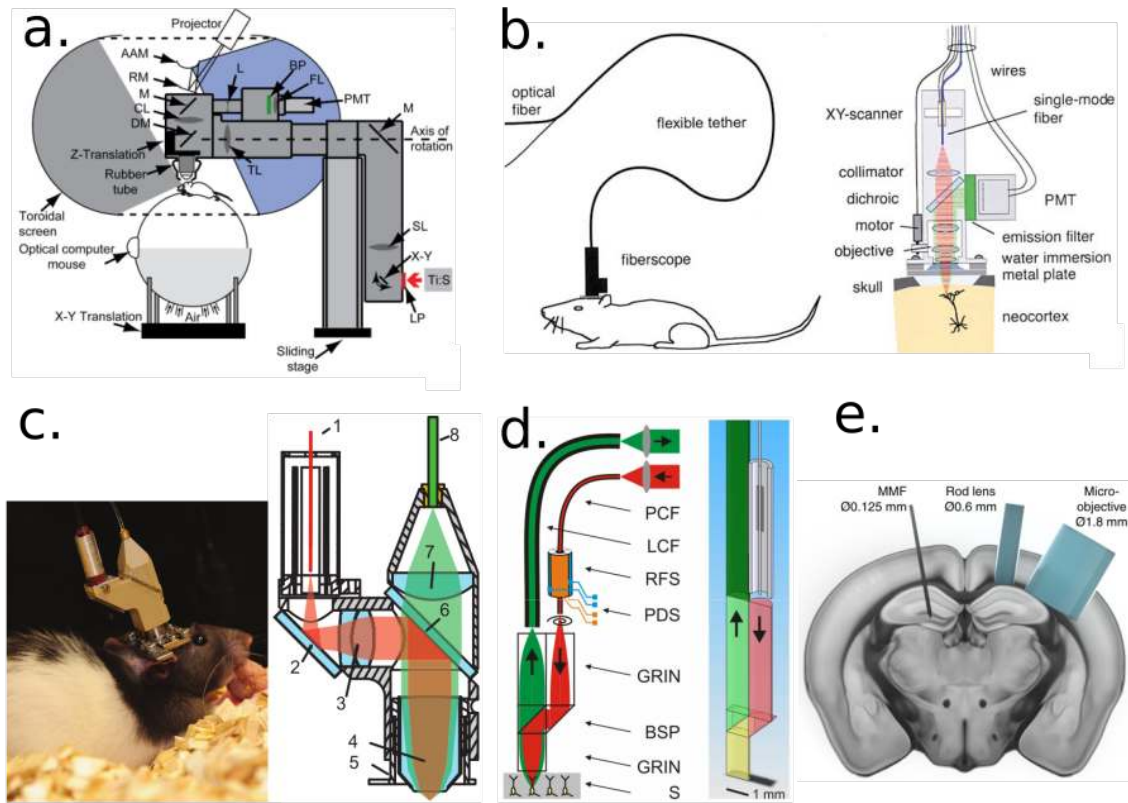 a.
Projector
AAM
RM
M
CL
DM
Z-Translation
Rubber
tube
L
BP
FL
PMT
M
Axis of
rotation
TL
Toroidal
screen
Optical computer
mouse
SL
X-Y
Ti:S
LP
X-Y Translation
Air
Sliding
stage
b.
optical
fiber
flexible tether
fiberscope
wires
XY-scanner
single-mode
fiber
collimator
dichroic
PMT
motor
emission filter
objective
water immersion
metal plate
skull
neocortex
c.
1
8
7
6
2
3
4
5
d.
PCF
LCF
RFS
PDS
GRIN
BSP
GRIN
S
1 mm
e.
MMF
Ø0.125 mm
Rod lens
Ø0.6 mm
Micro-
objective
Ø1.8 mm